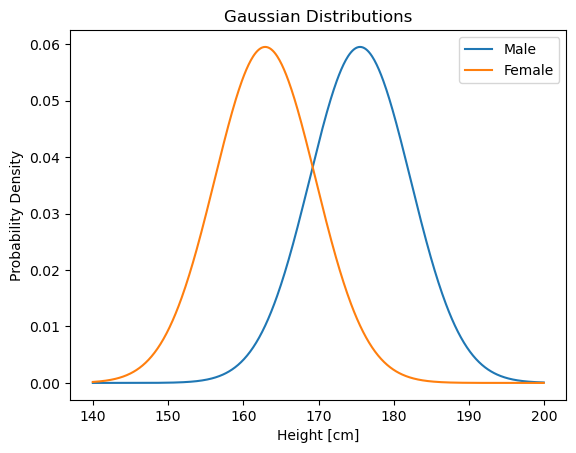 Gaussian Distributions
Male
Female
Probability Density
0.06
0.05
0.04
0.03
0.02
0.01
0.00
140 150 160 170 180 190 200
Height [cm]